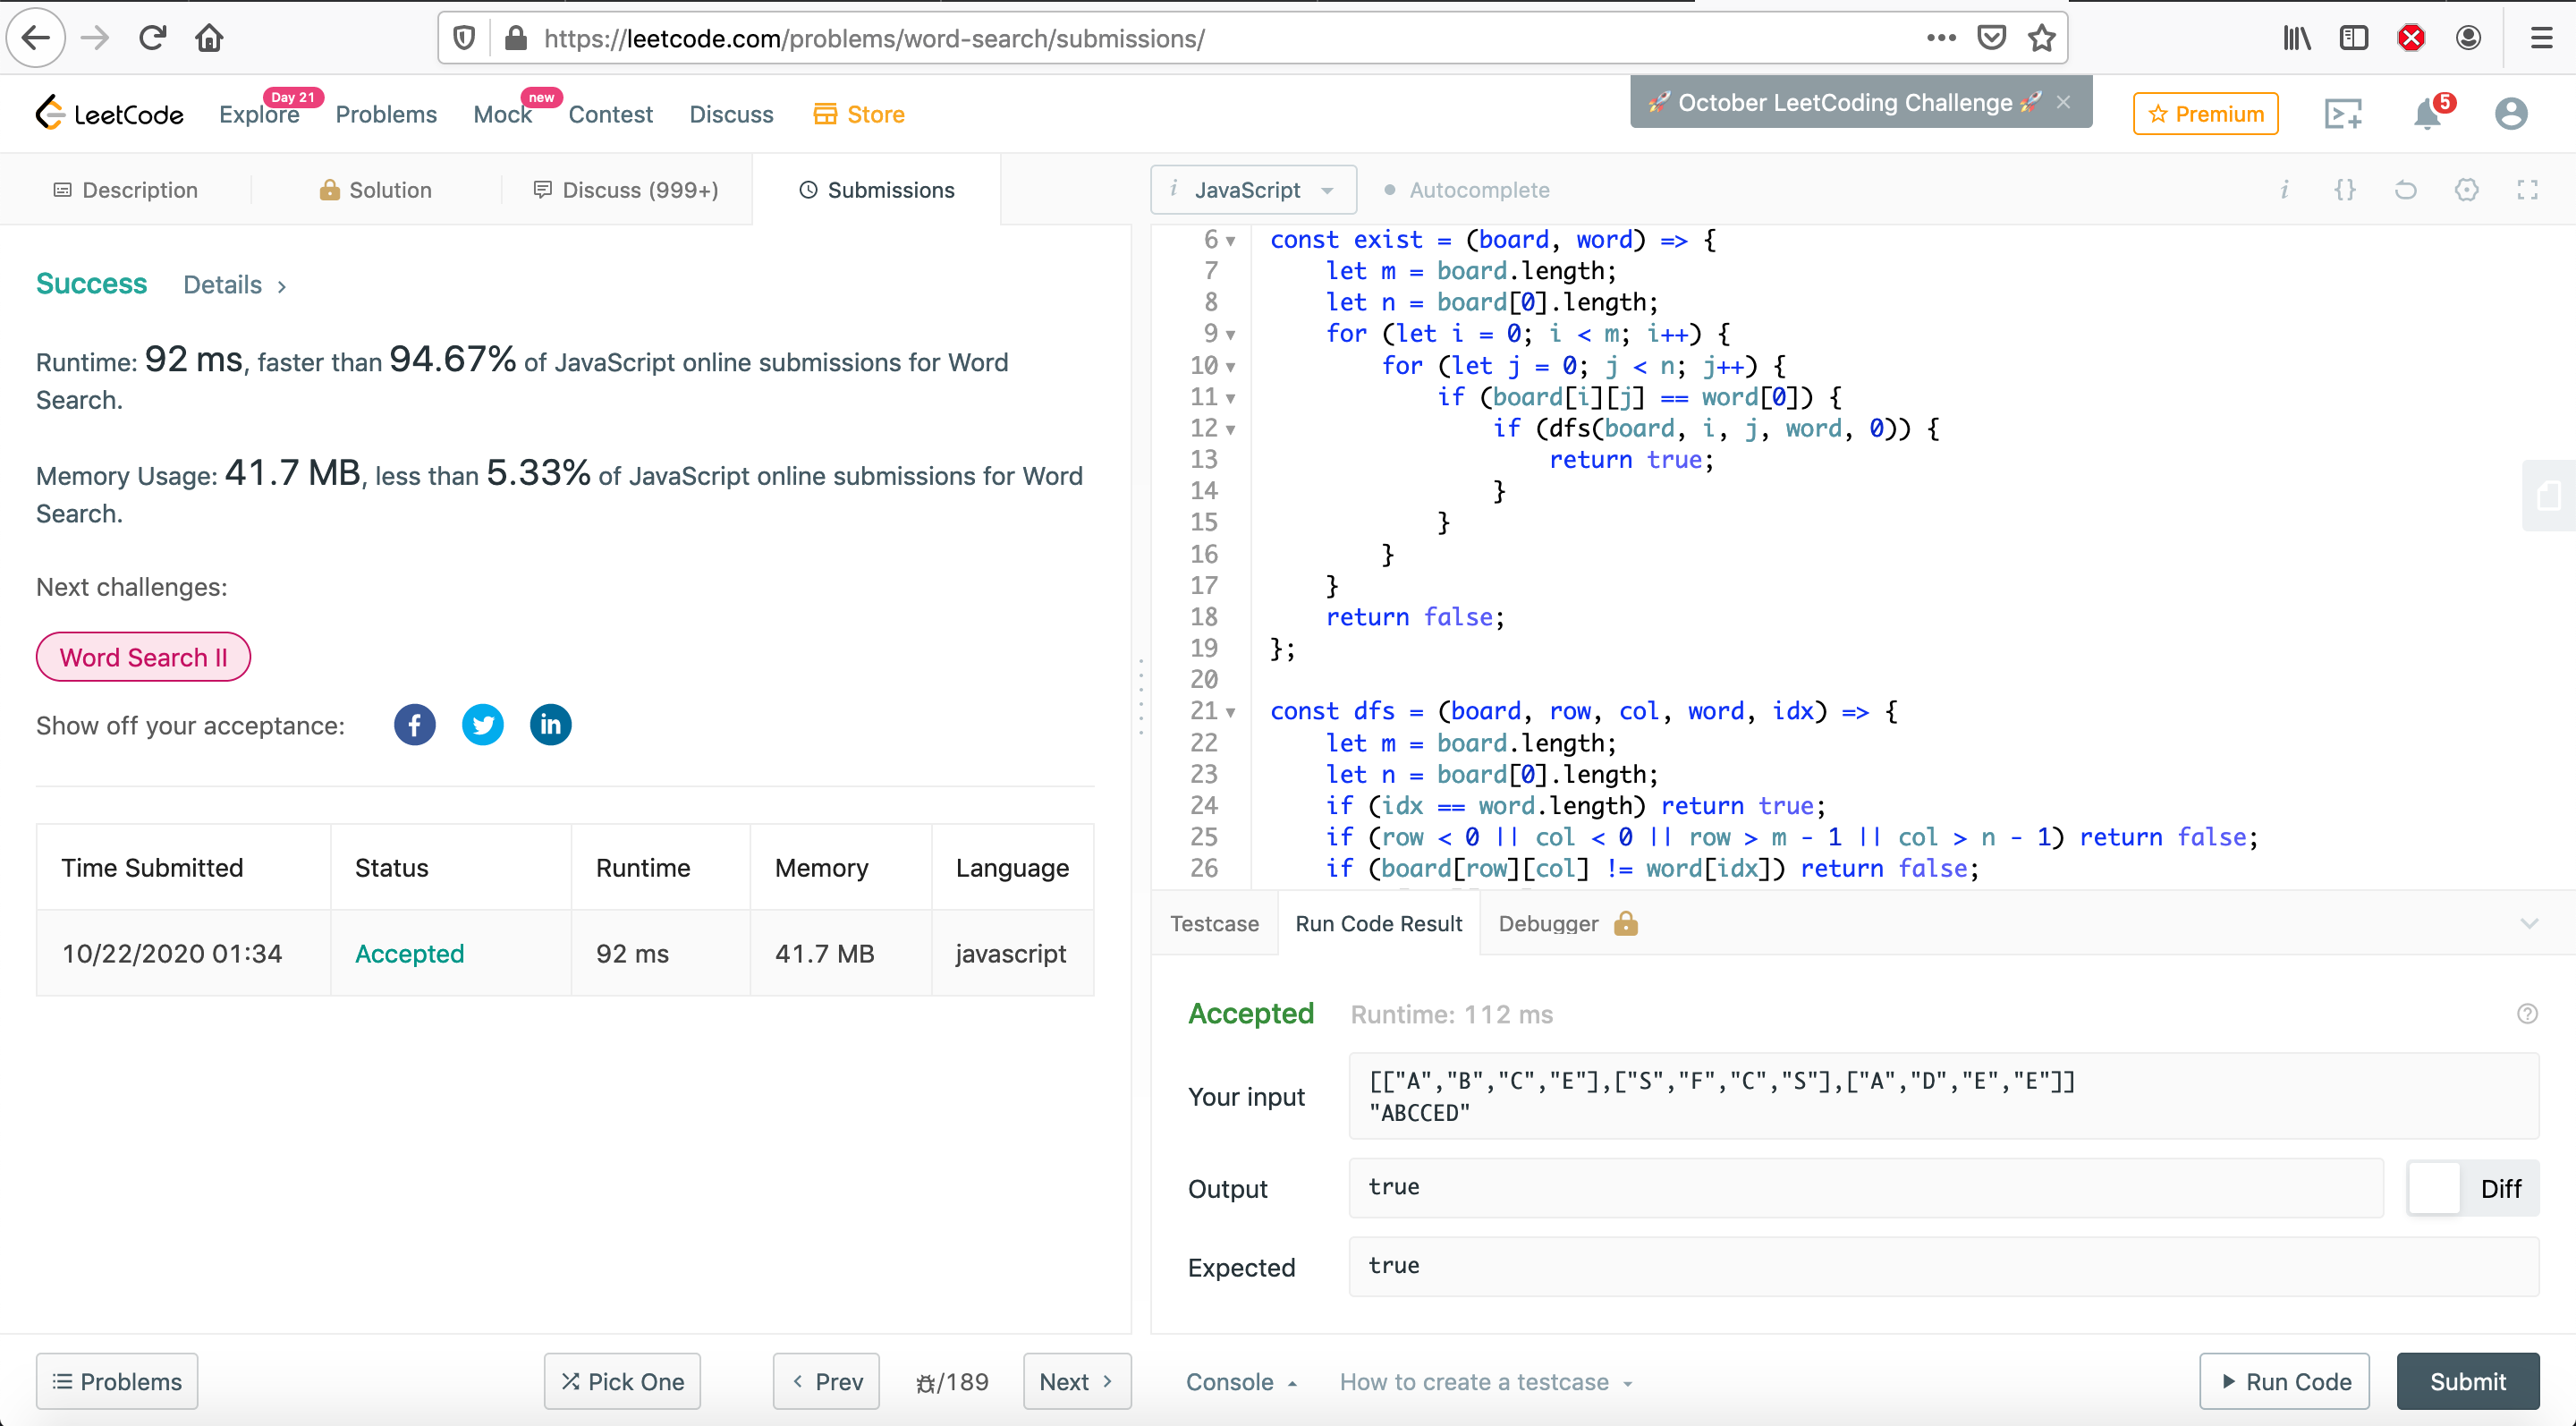 https://leetcode.com/problems/word-search/submissions/
LeetCode
Explore
Day 21
Problems
Mock
new
Contest
Discuss
Store
🚀 October LeetCoding Challenge 🚀 ×
Premium
5
Description
Solution
Discuss (999+)
Submissions
i JavaScript
Autocomplete
i {}
Success Details >
Runtime: 92 ms, faster than 94.67% of JavaScript online submissions for Word
Search.
Memory Usage: 41.7 MB, less than 5.33% of JavaScript online submissions for Word
Search.
Next challenges:
Word Search II
Show off your acceptance:
f in
Time Submitted Status Runtime Memory Language
10/22/2020 01:34 Accepted 92 ms 41.7 MB javascript
6 const exist = (board, word) => {
7 let m = board.length;
8 let n = board[0].length;
9 for (let i = 0; i < m; i++) {
10 for (let j = 0; j < n; j++) {
11 if (board[i][j] == word[0]) {
12 if (dfs(board, i, j, word, 0)) {
13 return true;
14 }
15 }
16 }
17 }
18 return false;
19 };
20
21 const dfs = (board, row, col, word, idx) => {
22 let m = board.length;
23 let n = board[0].length;
24 if (idx == word.length) return true;
25 if (row < 0 || col < 0 || row > m - 1 || col > n - 1) return false;
26 if (board[row][col] != word[idx]) return false;
Testcase
Run Code Result
Debugger
Accepted Runtime: 112 ms
Your input
[["A","B","C","E"],["S","F","C","S"],["A","D","E","E"]]
"ABCCED"
Output
true
Diff
Expected
true
Problems
Pick One
< Prev
/189
Next >
Console
How to create a testcase
Run Code
Submit